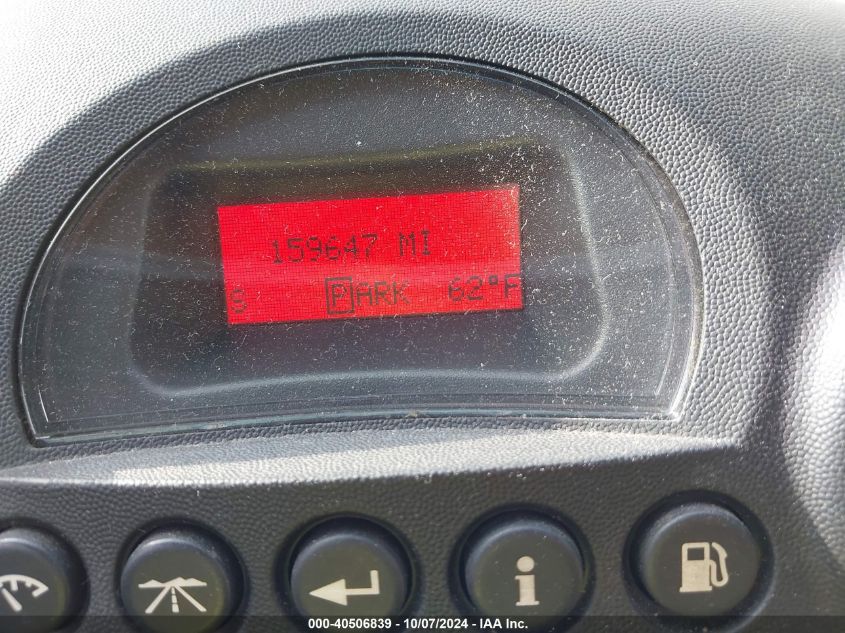 159647 MI
S PARK 62°F
i
000-40506839 - 10/07/2024 - IAA, Inc.